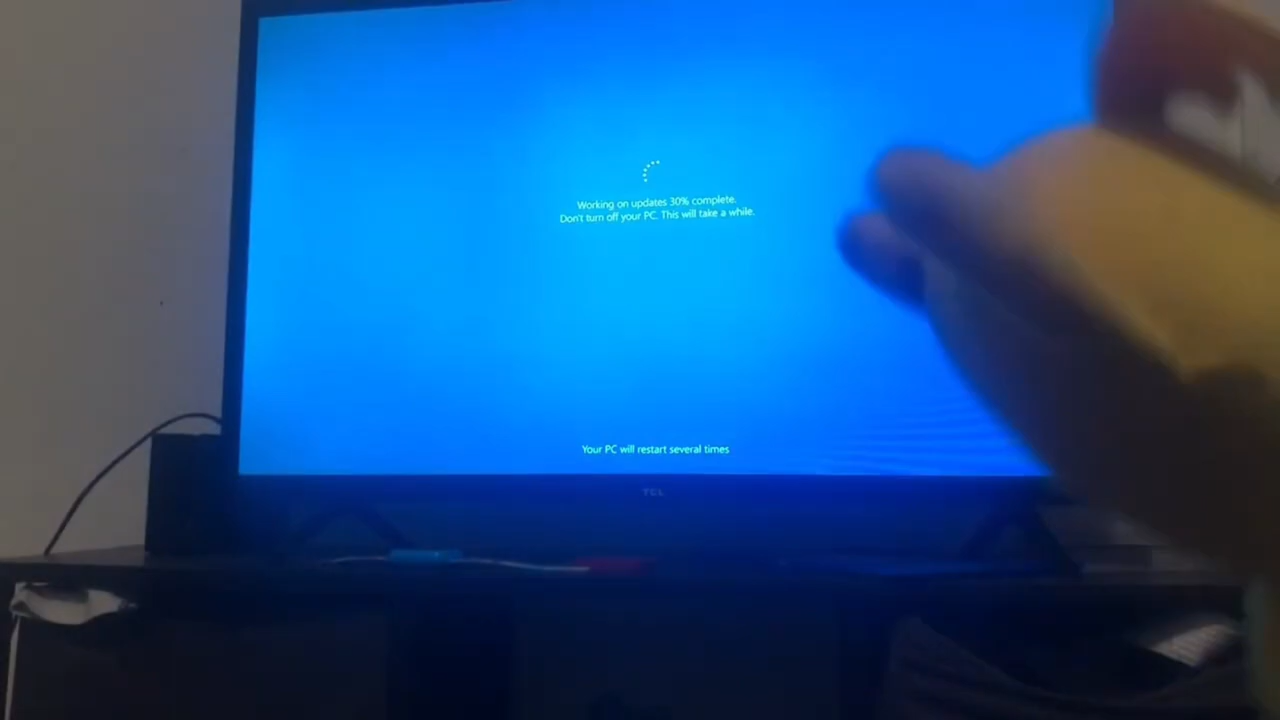 Working on updates 30% complete.
Don't turn off your PC. This will take a while.
Your PC will restart several times
TCL